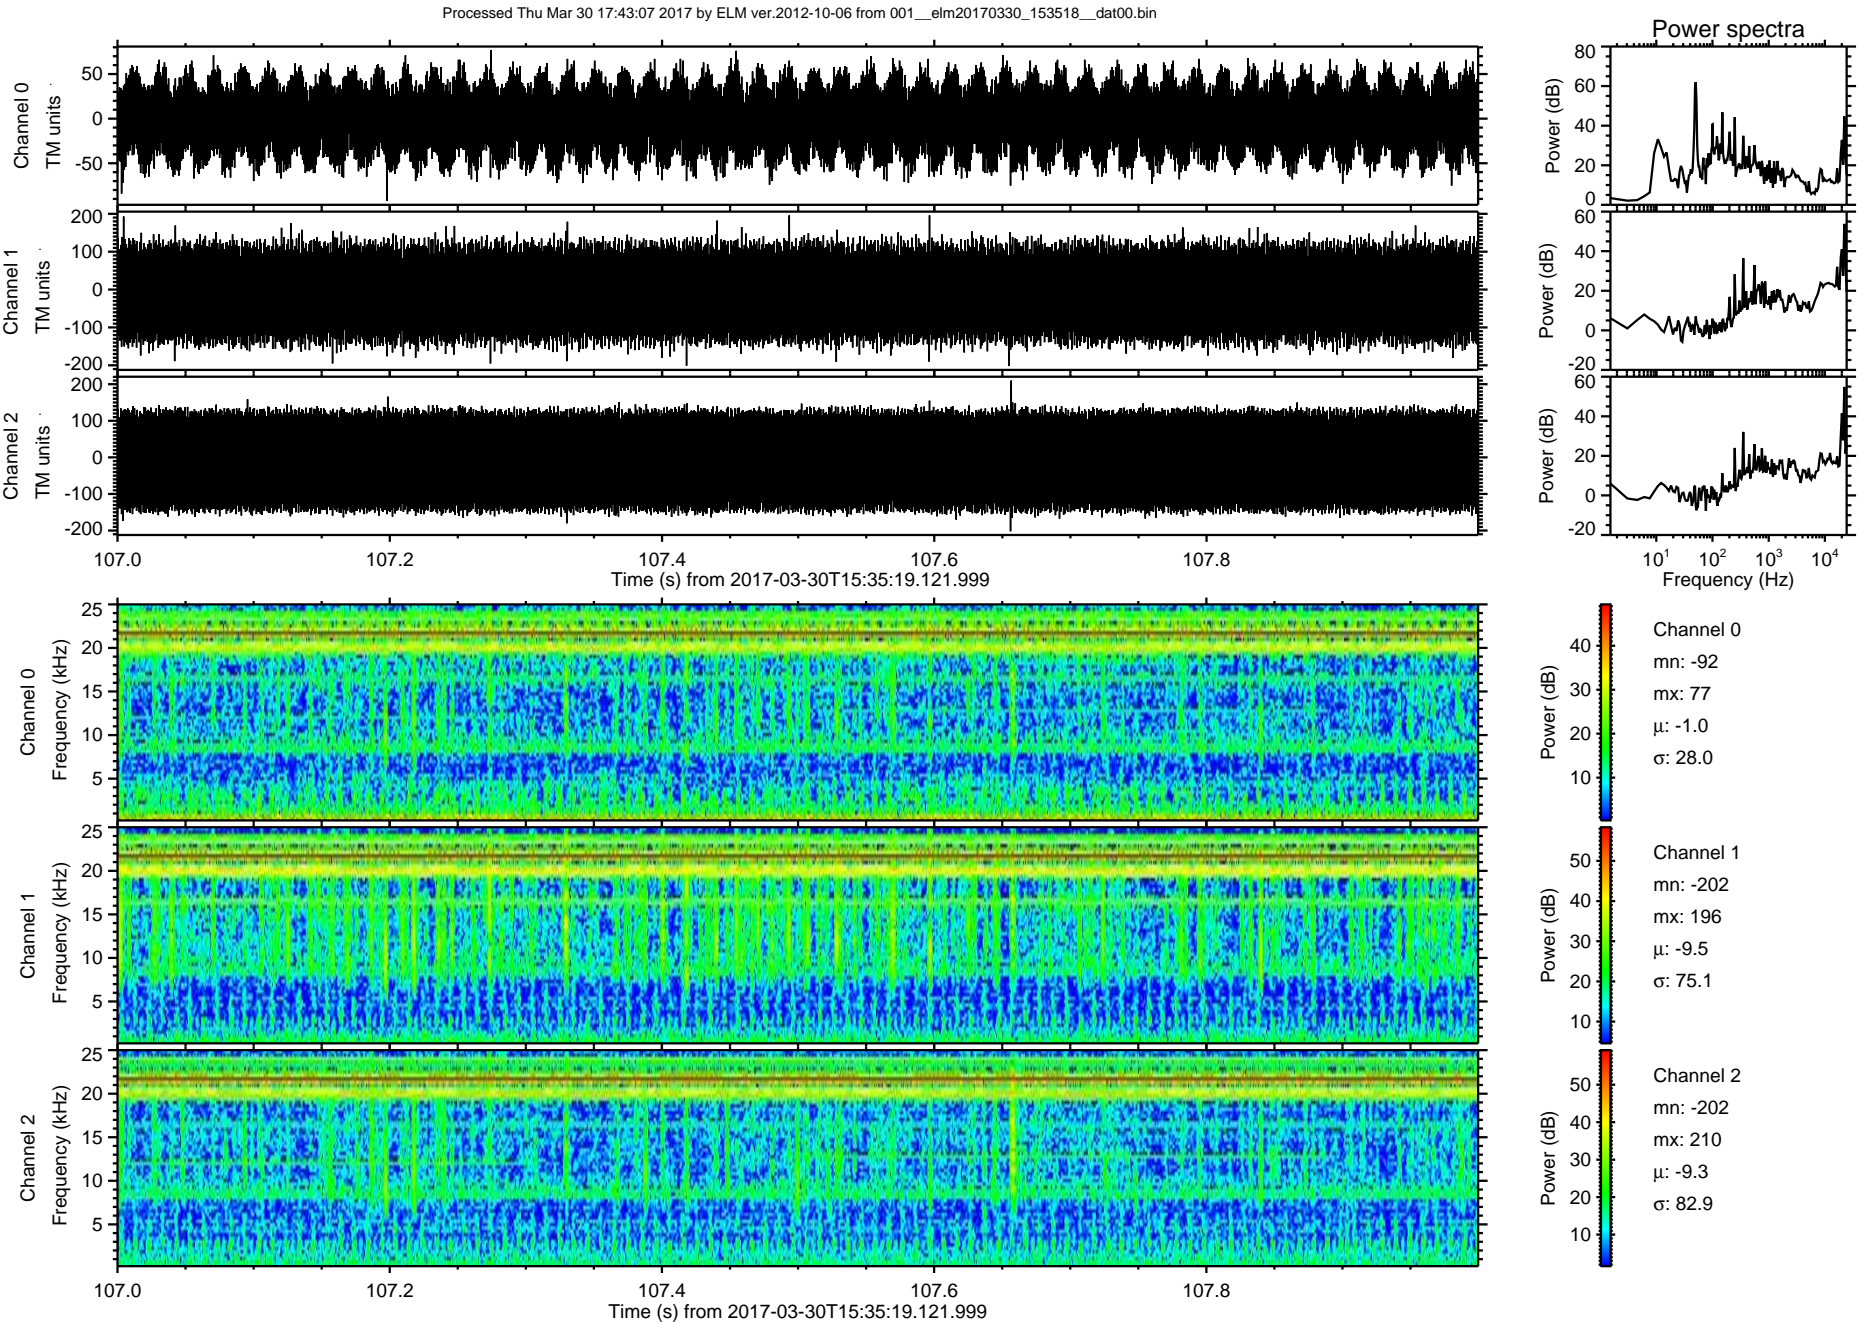 Processed Thu Mar 30 17:43:07 2017 by ELM ver.2012-10-06 from 001__elm20170330_153518__dat00.bin
Power spectra
Channel 0
TM units
50
0
-50
Power (dB)
80
60
40
20
0
Channel 1
TM units
200
100
0
-100
-200
Power (dB)
60
40
20
0
-20
Channel 2
TM units
200
100
0
-100
-200
Power (dB)
60
40
20
0
-20
107.0 107.2 107.4 107.6 107.8
Time (s) from 2017-03-30T15:35:19.121.999
10¹ 10² 10³ 10⁴
Frequency (Hz)
Channel 0
Frequency (kHz)
25
20
15
10
5
Power (dB)
40
30
20
10
Channel 0
mn: -92
mx: 77
μ: -1.0
σ: 28.0
Channel 1
Frequency (kHz)
25
20
15
10
5
Power (dB)
50
40
30
20
10
Channel 1
mn: -202
mx: 196
μ: -9.5
σ: 75.1
Channel 2
Frequency (kHz)
25
20
15
10
5
Power (dB)
50
40
30
20
10
Channel 2
mn: -202
mx: 210
μ: -9.3
σ: 82.9
107.0 107.2 107.4 107.6 107.8
Time (s) from 2017-03-30T15:35:19.121.999